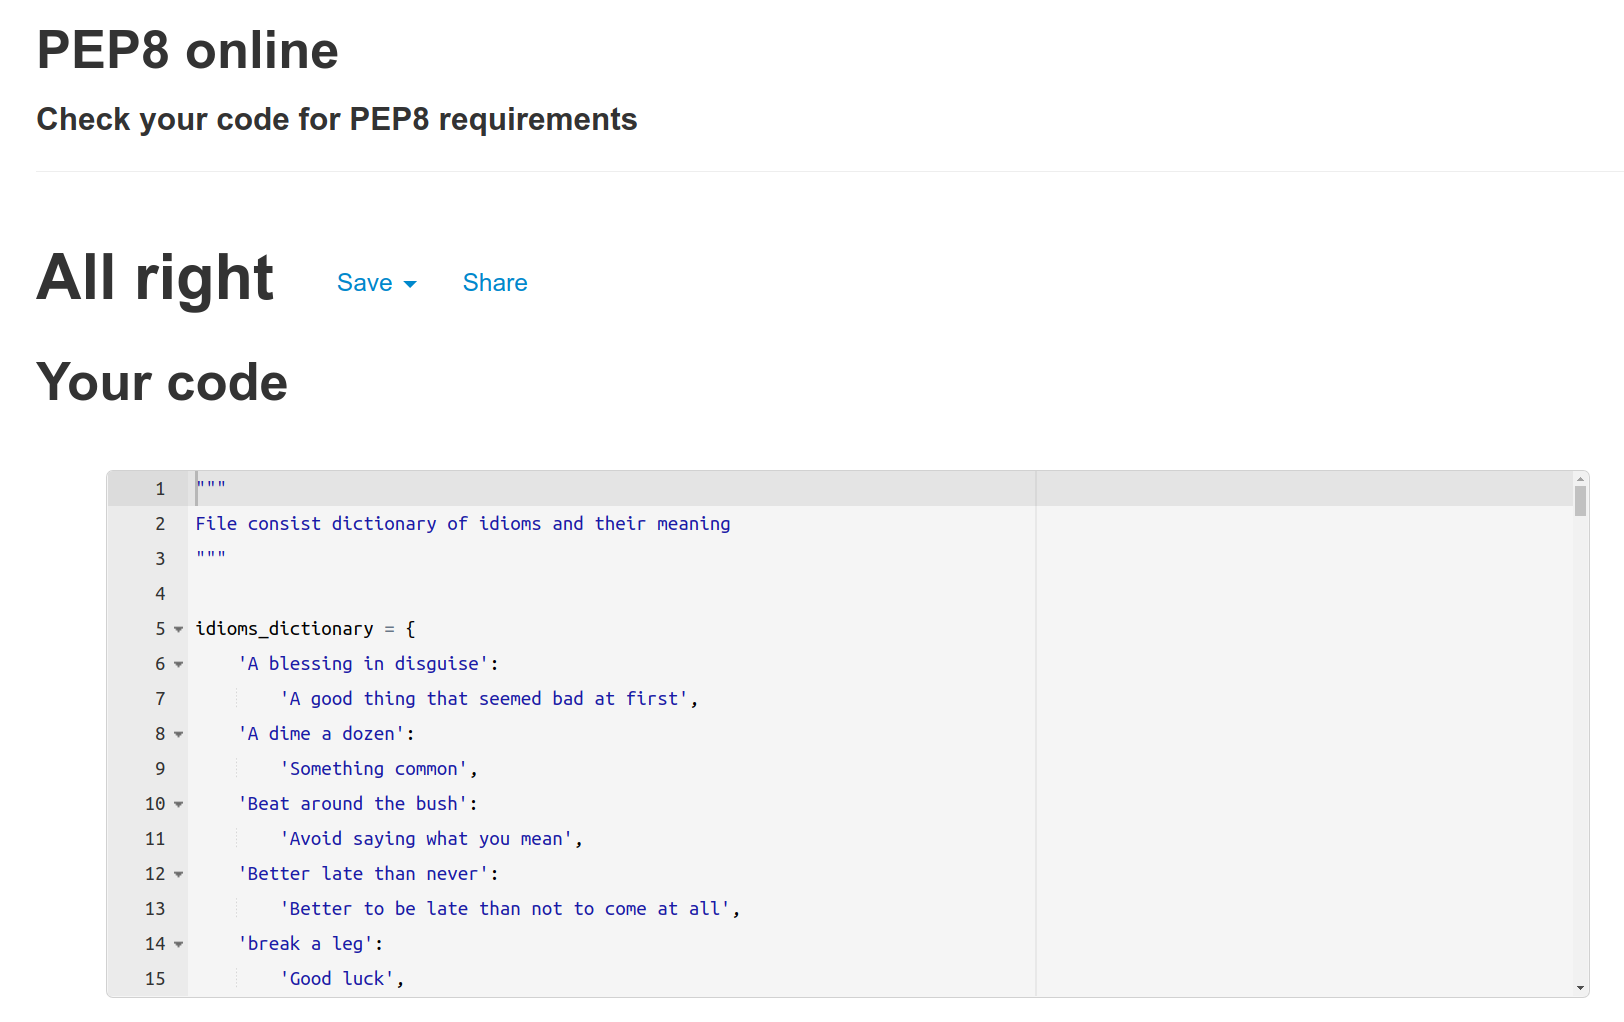 PEP8 online
Check your code for PEP8 requirements
All right Save Share
Your code
1 """
2 File consist dictionary of idioms and their meaning
3 """
4
5 idioms_dictionary = {
6     'A blessing in disguise':
7         'A good thing that seemed bad at first',
8     'A dime a dozen':
9         'Something common',
10     'Beat around the bush':
11         'Avoid saying what you mean',
12     'Better late than never':
13         'Better to be late than not to come at all',
14     'break a leg':
15         'Good luck',